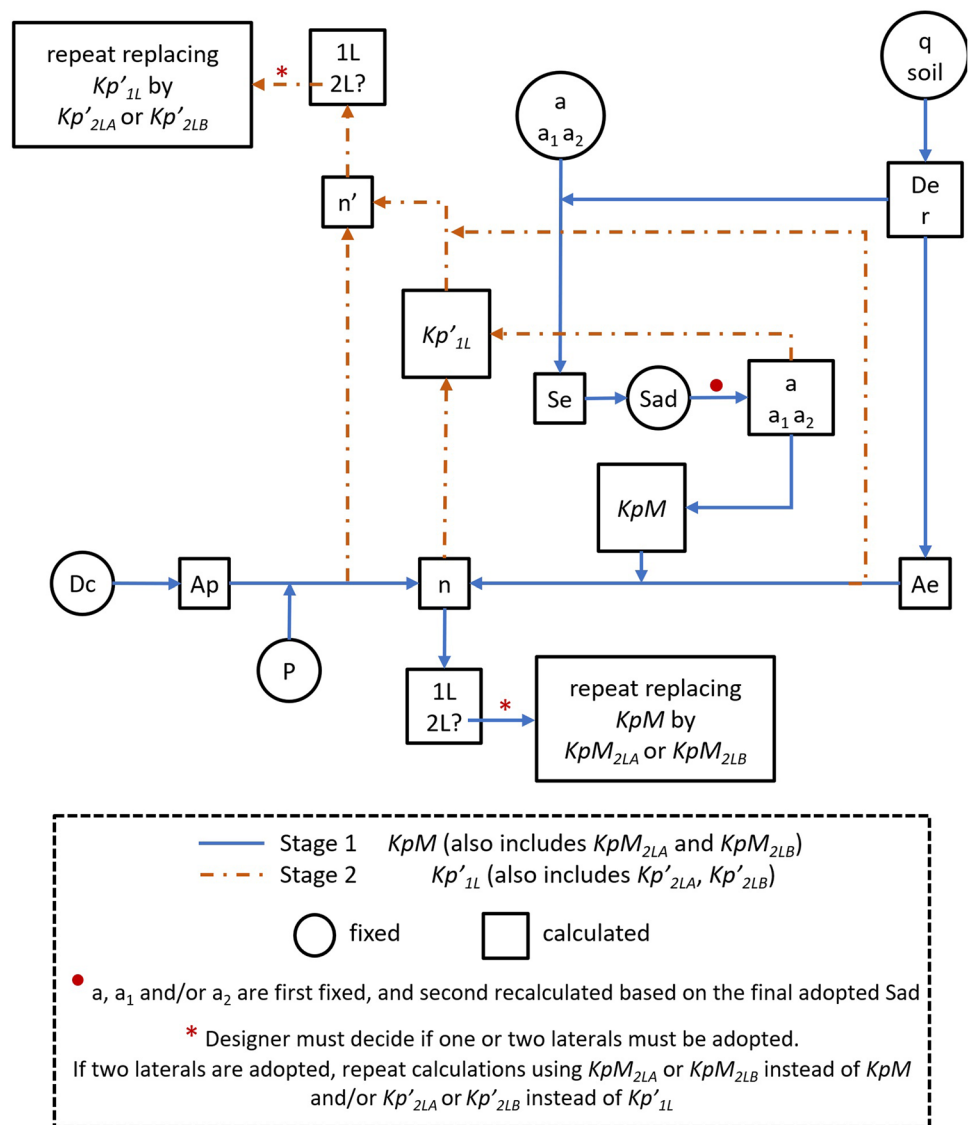 repeat replacing
Kp'1L by
Kp'2LA or Kp'2LB
*
1L
2L?
a
a1 a2
q
soil
n'
De
r
Kp'1L
Se
Sad
•
a
a1 a2
KpM
Dc
Ap
n
Ae
P
1L
2L?
*
repeat replacing
KpM by
KpM2LA or KpM2LB
Stage 1 KpM (also includes KpM2LA and KpM2LB)
Stage 2 Kp'1L (also includes Kp'2LA, Kp'2LB)
fixed calculated
• a, a1 and/or a2 are first fixed, and second recalculated based on the final adopted Sad
* Designer must decide if one or two laterals must be adopted.
If two laterals are adopted, repeat calculations using KpM2LA or KpM2LB instead of KpM
and/or Kp'2LA or Kp'2LB instead of Kp'1L